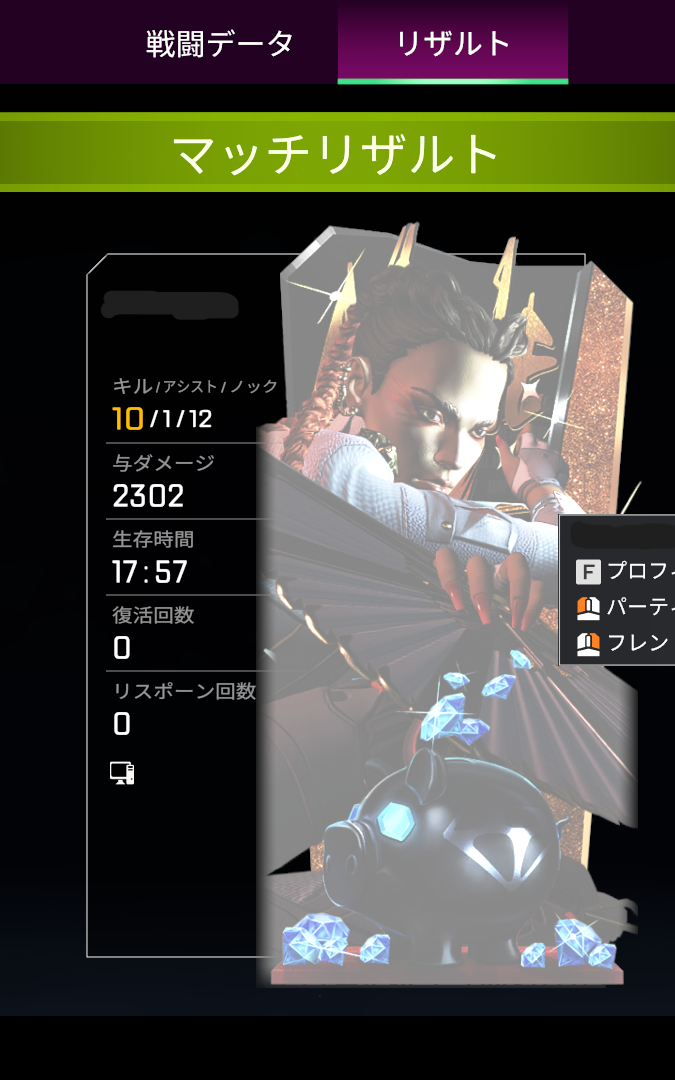 戦闘データ リザルト
マッチリザルト
キル/アシスト/ノック
10/1/12
与ダメージ
2302
生存時間
17:57
復活回数
0
リスポーン回数
0
F プロフィ
パーティ
フレン